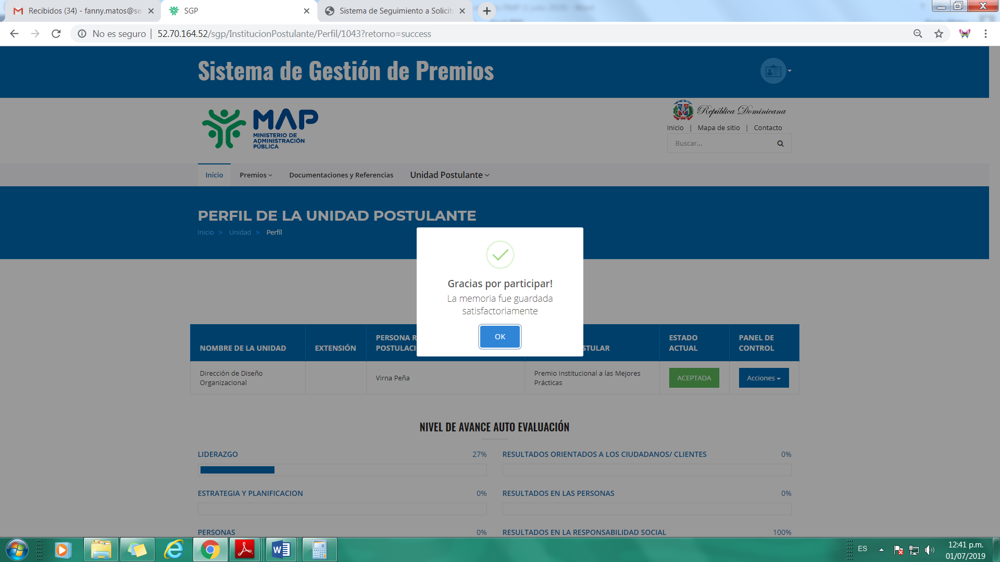 Recibidos (34) - fanny.matos@se
SGP
Sistema de Seguimiento a Solicit
No es seguro | 52.70.164.52/sgp/InstitucionPostulante/Perfil/1043?retorno=success
Sistema de Gestión de Premios
MAP
MINISTERIO DE
ADMINISTRACIÓN
PÚBLICA
República Dominicana
Inicio | Mapa de sitio | Contacto
Buscar...
Inicio Premios Documentaciones y Referencias Unidad Postulante
PERFIL DE LA UNIDAD POSTULANTE
Inicio » Unidad » Perfil
Gracias por participar!
La memoria fue guardada
satisfactoriamente
OK
NOMBRE DE LA UNIDAD
EXTENSIÓN
PERSONA R
POSTULACI
STULAR
ESTADO
ACTUAL
PANEL DE
CONTROL
Dirección de Diseño
Organizacional
Virna Peña
Premio Institucional a las Mejores
Prácticas
ACEPTADA
Acciones
NIVEL DE AVANCE AUTO EVALUACIÓN
LIDERAZGO 27%
RESULTADOS ORIENTADOS A LOS CIUDADANOS/ CLIENTES 0%
ESTRATEGIA Y PLANIFICACION 0%
RESULTADOS EN LAS PERSONAS 0%
PERSONAS 0%
RESULTADOS EN LA RESPONSABILIDAD SOCIAL 100%
ES
12:41 p.m.
01/07/2019